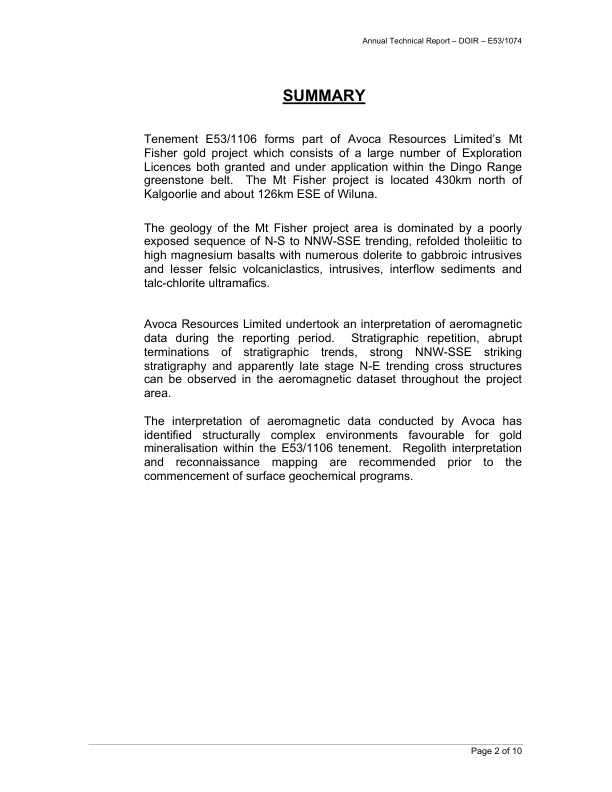 Annual Technical Report – DOIR – E53/1074
SUMMARY
Tenement E53/1106 forms part of Avoca Resources Limited's Mt
Fisher gold project which consists of a large number of Exploration
Licences both granted and under application within the Dingo Range
greenstone belt.  The Mt Fisher project is located 430km north of
Kalgoorlie and about 126km ESE of Wiluna.
The geology of the Mt Fisher project area is dominated by a poorly
exposed sequence of N-S to NNW-SSE trending, refolded tholeiitic to
high magnesium basalts with numerous dolerite to gabbroic intrusives
and lesser felsic volcaniclastics, intrusives, interflow sediments and
talc-chlorite ultramafics.
Avoca Resources Limited undertook an interpretation of aeromagnetic
data during the reporting period.  Stratigraphic repetition, abrupt
terminations of stratigraphic trends, strong NNW-SSE striking
stratigraphy and apparently late stage N-E trending cross structures
can be observed in the aeromagnetic dataset throughout the project
area.
The interpretation of aeromagnetic data conducted by Avoca has
identified structurally complex environments favourable for gold
mineralisation within the E53/1106 tenement.  Regolith interpretation
and reconnaissance mapping are recommended prior to the
commencement of surface geochemical programs.
Page 2 of 10